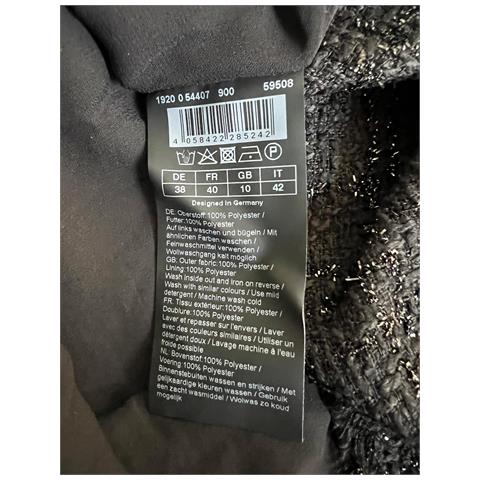 1920 0 54407 900 59508
4 058422 285242
P
DE FR GB IT
38 40 10 42
Designed in Germany
DE: Oberstoff:100% Polyester /
Futter:100% Polyester
Auf links waschen und bügeln / Mit
ähnlichen Farben waschen /
Feinwaschmittel verwenden /
Wollwaschgang kalt möglich
GB: Outer fabric:100% Polyester /
Lining:100% Polyester
Wash inside out and iron on reverse /
Wash with similar colours / Use mild
detergent / Machine wash cold
FR: Tissu extérieur:100% Polyester /
Doublure:100% Polyester
Laver et repasser sur l'envers / Laver
avec des couleurs similaires / Utiliser un
détergent doux / Lavage machine à l'eau
froide possible
NL: Bovenstof:100% Polyester /
Voering:100% Polyester
Binnenstebuiten wassen en strijken / Met
gelijkaardige kleuren wassen / Gebruik
een zacht wasmiddel / Wolwas zo koud
mogelijk